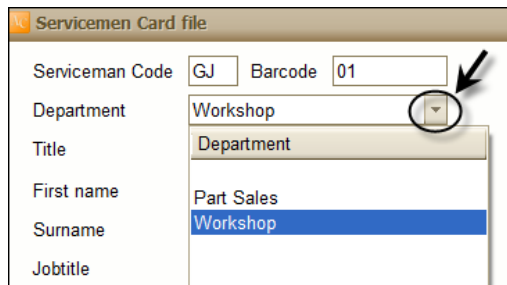 Servicemen Card file
Serviceman Code GJ Barcode 01
Department Workshop
Title Department
First name Part Sales
Surname Workshop
Jobtitle